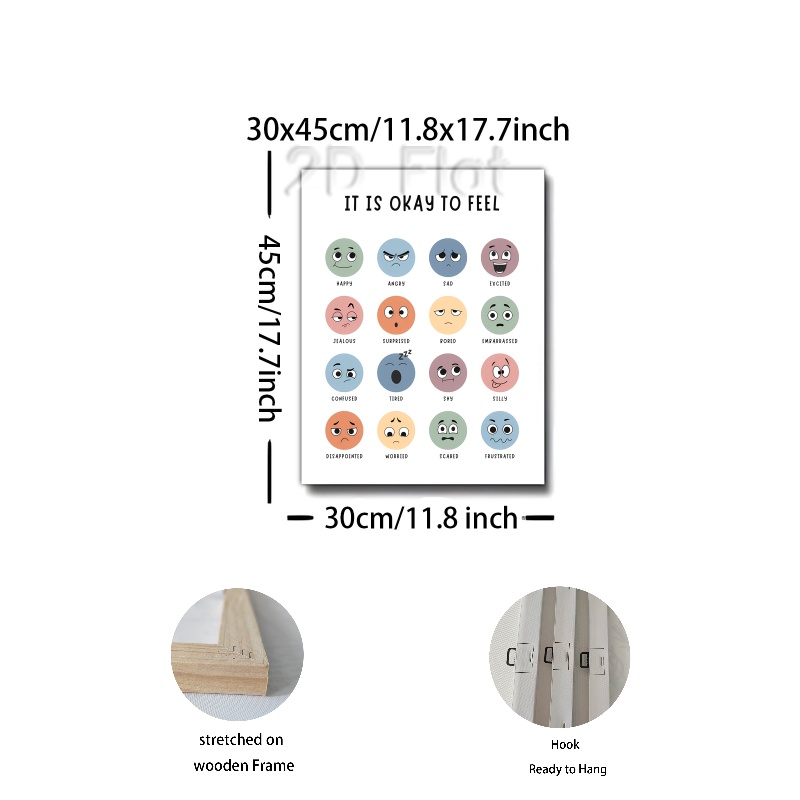 30x45cm/11.8x17.7inch
2D Flat
45cm/17.7inch
IT IS OKAY TO FEEL
HAPPY ANGRY SAD EXCITED
JEALOUS SURPRISED BORED EMBARRASSED
zzz
CONFUSED TIRED SHY SILLY
DISAPPOINTED WORRIED SCARED FRUSTRATED
30cm/11.8 inch
stretched on
wooden Frame
Hook
Ready to Hang